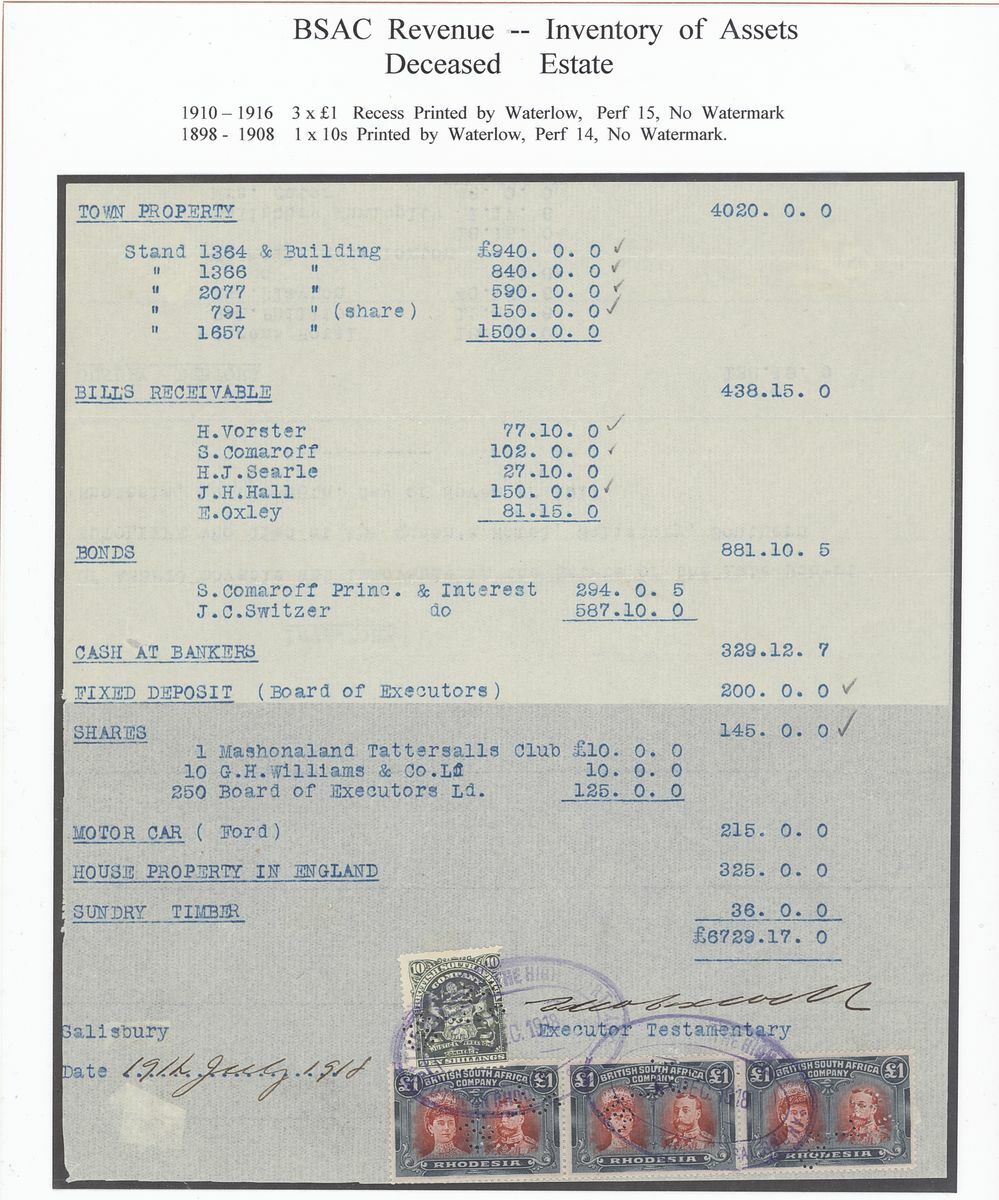 BSAC Revenue -- Inventory of Assets
Deceased Estate
1910 – 1916 3 x £1 Recess Printed by Waterlow, Perf 15, No Watermark
1898 - 1908 1 x 10s Printed by Waterlow, Perf 14, No Watermark.
TOWN PROPERTY 4020. 0. 0
Stand 1364 & Building £940. 0. 0
" 1366 " 840. 0. 0
" 2077 " 590. 0. 0
" 791 " (share) 150. 0. 0
" 1657 " 1500. 0. 0
BILLS RECEIVABLE 438.15. 0
H.Vorster 77.10. 0
S.Comaroff 102. 0. 0
H.J.Searle 27.10. 0
J.H.Hall 150. 0. 0
E.Oxley 81.15. 0
BONDS 881.10. 5
S.Comaroff Princ. & Interest 294. 0. 5
J.C.Switzer do 587.10. 0
CASH AT BANKERS 329.12. 7
FIXED DEPOSIT (Board of Executors) 200. 0. 0
SHARES 145. 0. 0
1 Mashonaland Tattersalls Club £10. 0. 0
10 G.H.Williams & Co.Ld 10. 0. 0
250 Board of Executors Ld. 125. 0. 0
MOTOR CAR ( Ford) 215. 0. 0
HOUSE PROPERTY IN ENGLAND 325. 0. 0
SUNDRY TIMBER 36. 0. 0
£6729.17. 0
10 10
BRITISH SOUTH AFRICA
COMPANY
JUSTICE
COMMERCE
TEN SHILLINGS
THE HIGH
C. 1928
Salisbury Executor Testamentary
Date 19th. July. 1918
£1 BRITISH SOUTH AFRICA COMPANY £1
RHODESIA
£1 BRITISH SOUTH AFRICA COMPANY £1
RHODESIA
£1 BRITISH SOUTH AFRICA COMPANY £1
RHODESIA